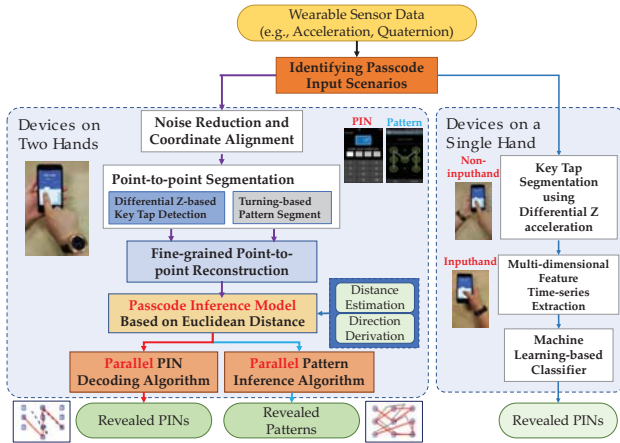 Wearable Sensor Data
(e.g., Acceleration, Quaternion)
Identifying Passcode
Input Scenarios
Devices on
Two Hands
Noise Reduction and
Coordinate Alignment
PIN
Pattern
Point-to-point Segmentation
Differential Z-based
Key Tap Detection
Turning-based
Pattern Segment
Fine-grained Point-to-
point Reconstruction
Passcode Inference Model
Based on Euclidean Distance
Distance
Estimation
Direction
Derivation
Parallel PIN
Decoding Algorithm
Parallel Pattern
Inference Algorithm
Revealed PINs
Revealed
Patterns
Devices on a
Single Hand
Non-
inputhand
Inputhand
Key Tap
Segmentation
using
Differential Z
acceleration
Multi-dimensional
Feature
Time-series
Extraction
Machine
Learning-based
Classifier
Revealed PINs